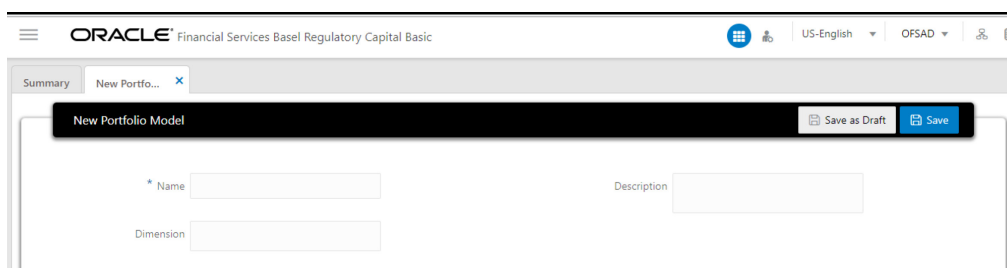 ORACLE® Financial Services Basel Regulatory Capital Basic US-English OFSAD
Summary New Portfo... ×
New Portfolio Model Save as Draft Save
* Name Description
Dimension